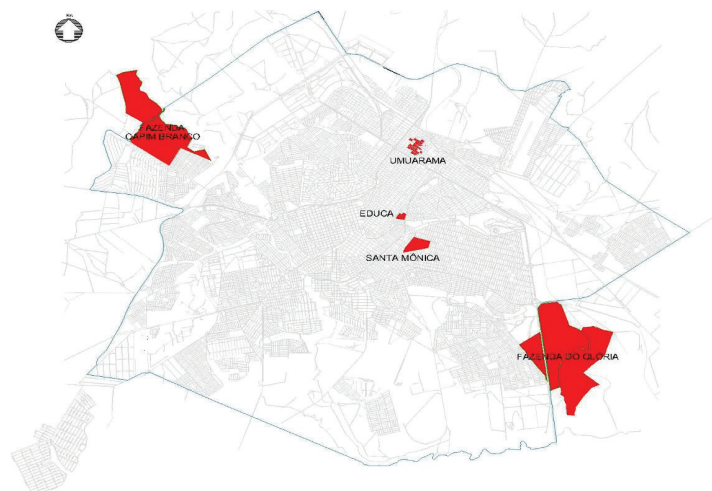 FAZENDA
CAPIM BRANCO
UMUARAMA
EDUCA
SANTA MÔNICA
FAZENDA DO GLÓRIA